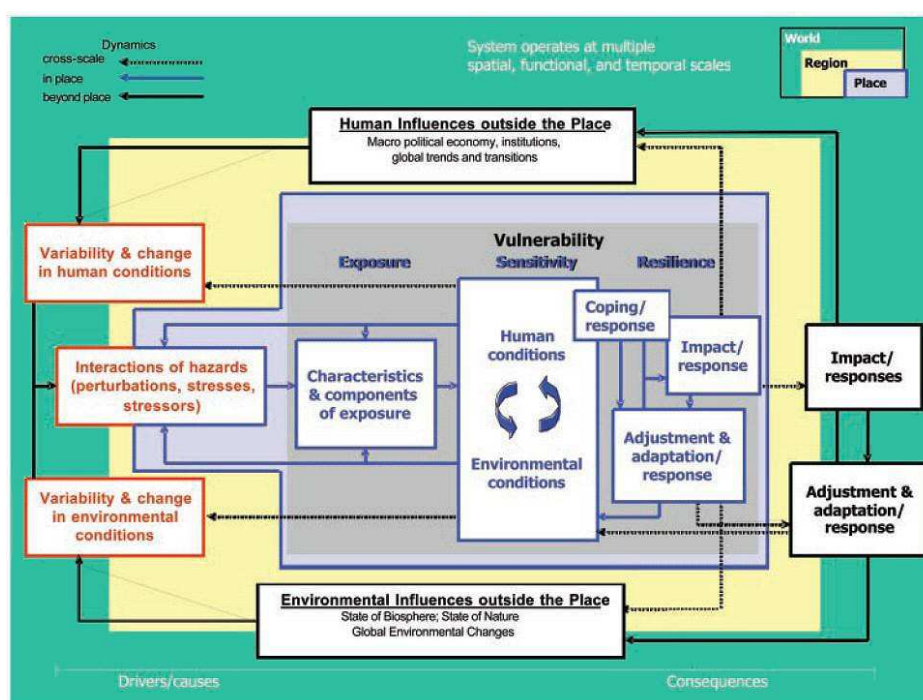 Dynamics
cross-scale
in place
beyond place
System operates at multiple
spatial, functional, and temporal scales
World
Region
Place
Human Influences outside the Place
Macro political economy, institutions,
global trends and transitions
Variability & change
in human conditions
Vulnerability
Exposure
Sensitivity
Resilience
Coping/
response
Human
conditions
Impact/
response
Impact/
responses
Interactions of hazards
(perturbations, stresses,
stressors)
Characteristics
& components
of exposure
Environmental
conditions
Adjustment &
adaptation/
response
Variability & change
in environmental
conditions
Adjustment &
adaptation/
response
Environmental Influences outside the Place
State of Biosphere; State of Nature
Global Environmental Changes
Drivers/causes
Consequences